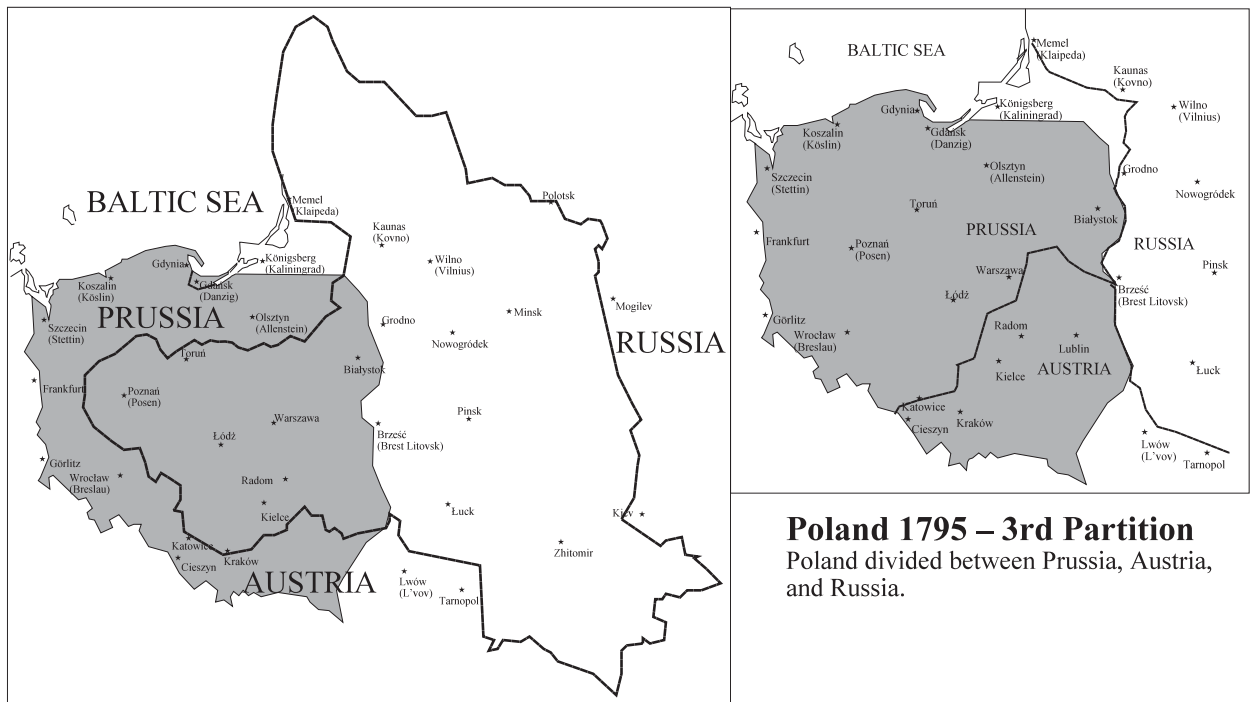 Polotsk
BALTIC SEA
Memel
(Klaipeda)
Kaunas
(Kovno)
Wilno
(Vilnius)
Königsberg
(Kaliningrad)
Gdynia
Gdańsk
(Danzig)
Koszalin
(Köslin)
Mogilev
Minsk
PRUSSIA
Olsztyn
(Allenstein)
Grodno
Szczecin
(Stettin)
Nowogródek
RUSSIA
Toruń
Białystok
Frankfurt
Poznań
(Posen)
Pinsk
Warszawa
Łódź
Brześć
(Brest Litovsk)
Görlitz
Wrocław
(Breslau)
Radom
Kielce
Łuck
Kiev
Katowice
Kraków
Zhitomir
Cieszyn
AUSTRIA
Lwów
(L'vov)
Tarnopol
BALTIC SEA
Memel
(Klaipeda)
Kaunas
(Kovno)
Königsberg
(Kaliningrad)
Wilno
(Vilnius)
Gdynia
Koszalin
(Köslin)
Gdańsk
(Danzig)
Olsztyn
(Allenstein)
Grodno
Szczecin
(Stettin)
Nowogródek
Toruń
Białystok
PRUSSIA
Frankfurt
Poznań
(Posen)
RUSSIA
Warszawa
Pinsk
Brześć
(Brest Litovsk)
Łódź
Görlitz
Wrocław
(Breslau)
Radom
Lublin
Kielce
AUSTRIA
Łuck
Katowice
Cieszyn
Kraków
Lwów
(L'vov)
Tarnopol
Poland 1795 – 3rd Partition
Poland divided between Prussia, Austria,
and Russia.